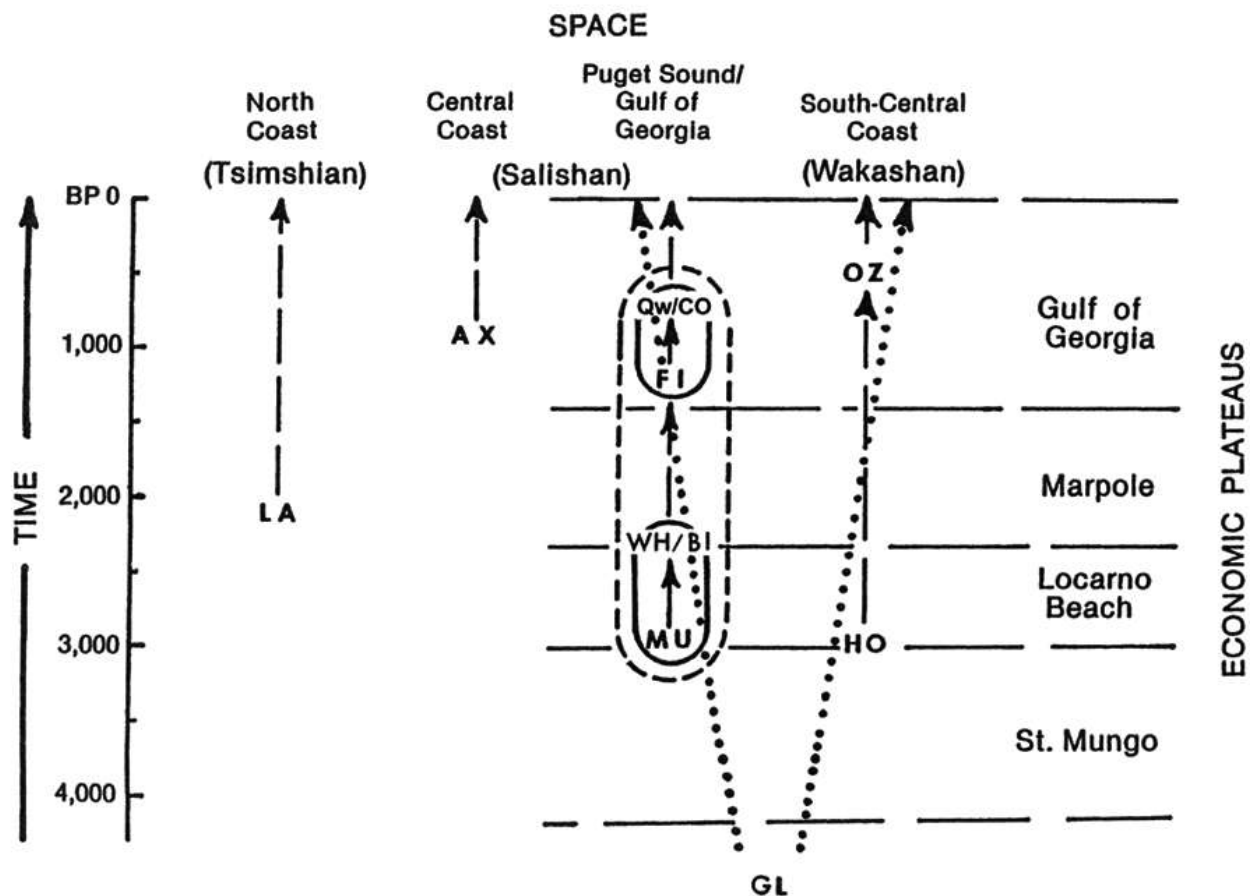 SPACE
North
Coast
(Tsimshian)
Central
Coast
(Salishan)
Puget Sound/
Gulf of
Georgia
South-Central
Coast
(Wakashan)
TIME
BP 0
1,000
2,000
3,000
4,000
LA
AX
Qw/CO
FI
WH/BI
MU
OZ
HO
GL
Gulf of
Georgia
Marpole
Locarno
Beach
St. Mungo
ECONOMIC PLATEAUS